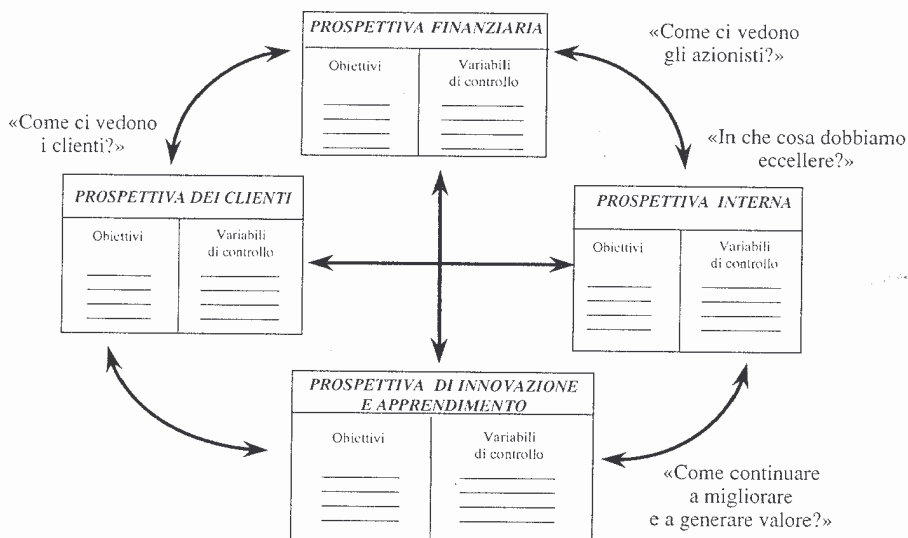 PROSPETTIVA FINANZIARIA
Obiettivi
Variabili
di controllo
«Come ci vedono
gli azionisti?»
«Come ci vedono
i clienti?»
«In che cosa dobbiamo
eccellere?»
PROSPETTIVA DEI CLIENTI
Obiettivi
Variabili
di controllo
PROSPETTIVA INTERNA
Obiettivi
Variabili
di controllo
PROSPETTIVA DI INNOVAZIONE
E APPRENDIMENTO
Obiettivi
Variabili
di controllo
«Come continuare
a migliorare
e a generare valore?»